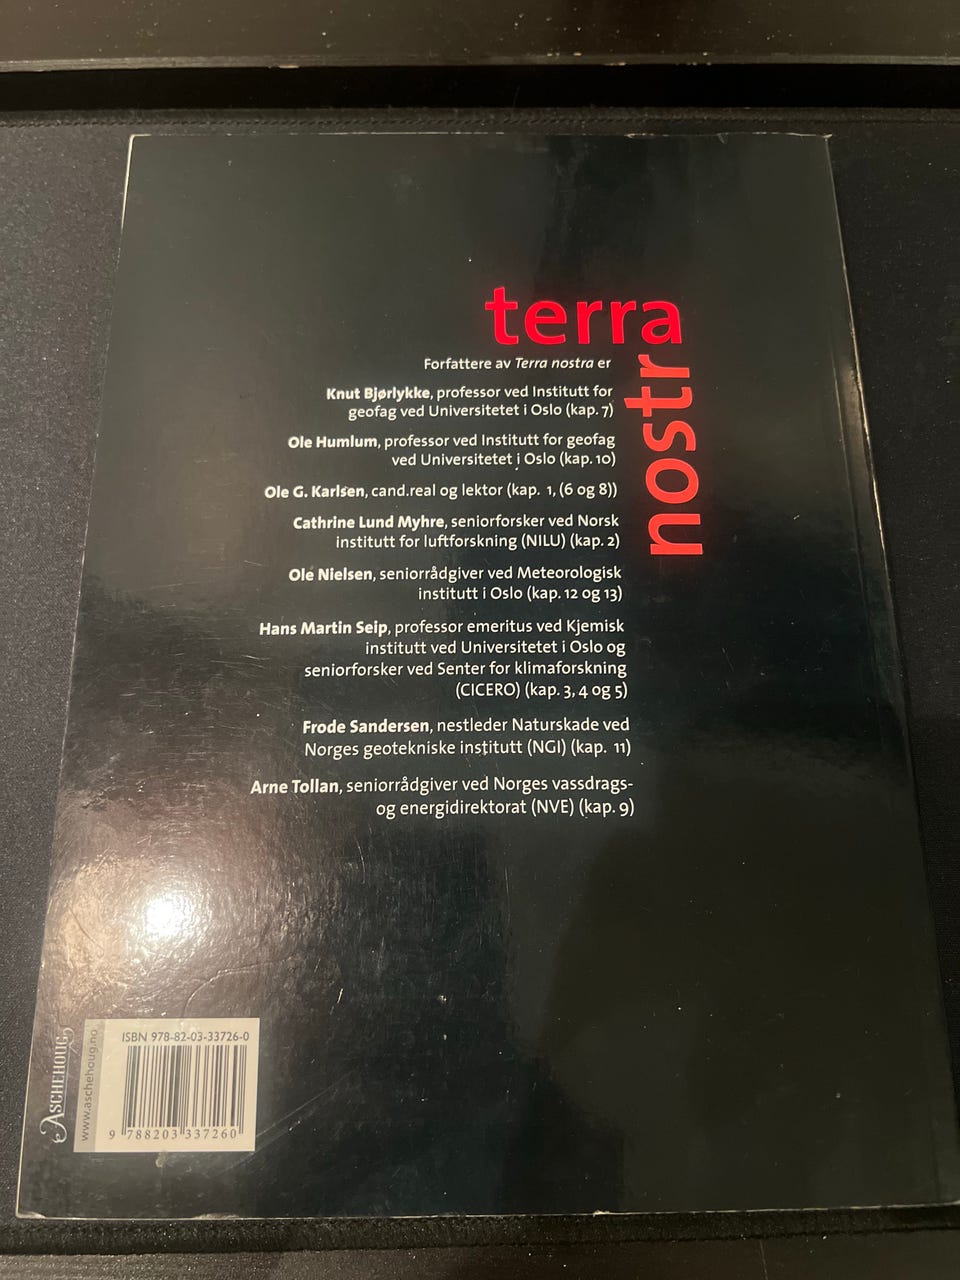 terra
nostra
Forfattere av Terra nostra er
Knut Bjørlykke, professor ved Institutt for
geofag ved Universitetet i Oslo (kap. 7)
Ole Humlum, professor ved Institutt for geofag
ved Universitetet i Oslo (kap. 10)
Ole G. Karlsen, cand.real og lektor (kap. 1, (6 og 8))
Cathrine Lund Myhre, seniorforsker ved Norsk
institutt for luftforskning (NILU) (kap. 2)
Ole Nielsen, seniorrådgiver ved Meteorologisk
institutt i Oslo (kap. 12 og 13)
Hans Martin Seip, professor emeritus ved Kjemisk
institutt ved Universitetet i Oslo og
seniorforsker ved Senter for klimaforskning
(CICERO) (kap. 3, 4 og 5)
Frode Sandersen, nestleder Naturskade ved
Norges geotekniske institutt (NGI) (kap. 11)
Arne Tollan, seniorrådgiver ved Norges vassdrags-
og energidirektorat (NVE) (kap. 9)
ASCHEHOUG
www.aschehoug.no
ISBN 978-82-03-33726-0
9 788203 337260